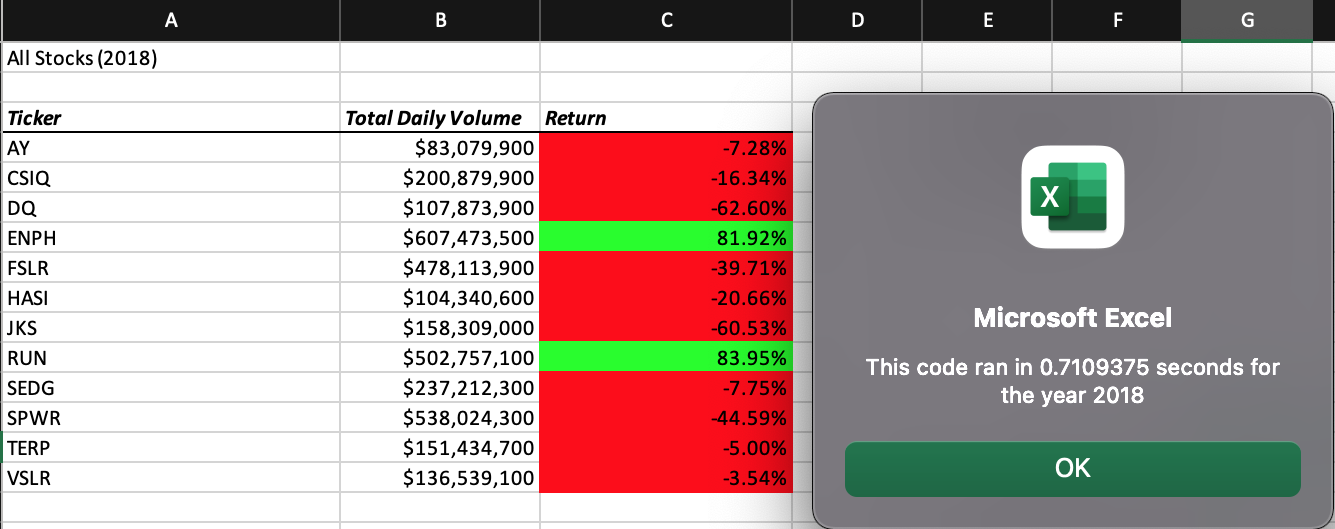 A B C D E F G
All Stocks (2018)
Ticker Total Daily Volume Return
AY $83,079,900 -7.28%
CSIQ $200,879,900 -16.34%
DQ $107,873,900 -62.60%
ENPH $607,473,500 81.92%
FSLR $478,113,900 -39.71%
HASI $104,340,600 -20.66%
JKS $158,309,000 -60.53%
RUN $502,757,100 83.95%
SEDG $237,212,300 -7.75%
SPWR $538,024,300 -44.59%
TERP $151,434,700 -5.00%
VSLR $136,539,100 -3.54%
X
Microsoft Excel
This code ran in 0.7109375 seconds for
the year 2018
OK